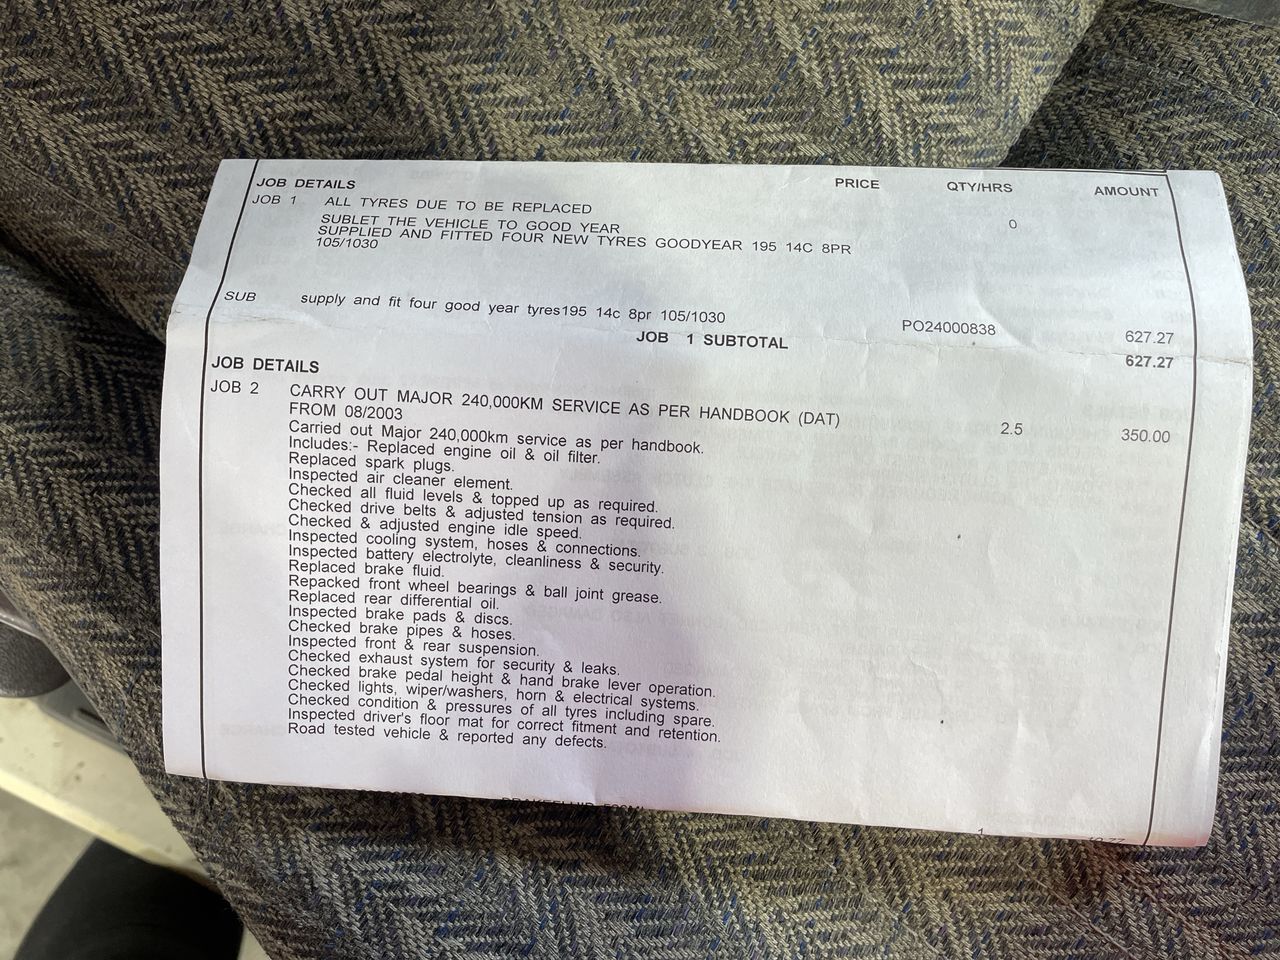 JOB DETAILS PRICE QTY/HRS AMOUNT
JOB 1 ALL TYRES DUE TO BE REPLACED 0
SUBLET THE VEHICLE TO GOOD YEAR
SUPPLIED AND FITTED FOUR NEW TYRES GOODYEAR 195 14C 8PR
105/1030
SUB supply and fit four good year tyres195 14c 8pr 105/1030 PO24000838 627.27
JOB 1 SUBTOTAL 627.27
JOB DETAILS
JOB 2 CARRY OUT MAJOR 240,000KM SERVICE AS PER HANDBOOK (DAT) 2.5 350.00
FROM 08/2003
Carried out Major 240,000km service as per handbook.
Includes:- Replaced engine oil & oil filter.
Replaced spark plugs.
Inspected air cleaner element.
Checked all fluid levels & topped up as required.
Checked drive belts & adjusted tension as required.
Checked & adjusted engine idle speed.
Inspected cooling system, hoses & connections.
Inspected battery electrolyte, cleanliness & security.
Replaced brake fluid.
Repacked front wheel bearings & ball joint grease.
Replaced rear differential oil.
Inspected brake pads & discs.
Checked brake pipes & hoses.
Inspected front & rear suspension.
Checked exhaust system for security & leaks.
Checked brake pedal height & hand brake lever operation.
Checked lights, wiper/washers, horn & electrical systems.
Checked condition & pressures of all tyres including spare.
Inspected driver's floor mat for correct fitment and retention.
Road tested vehicle & reported any defects.